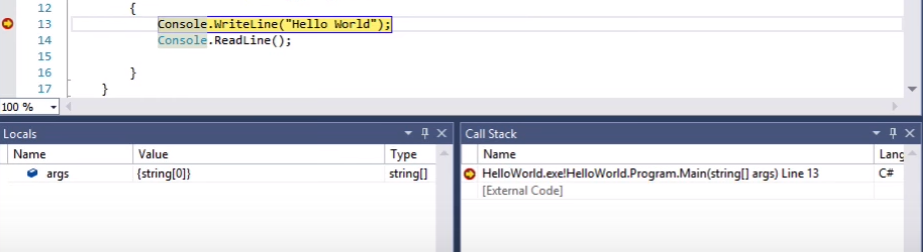 12 {
13 Console.WriteLine("Hello World");
14 Console.ReadLine();
15
16 }
17 }
100 %
Locals
Name Value Type
args {string[0]} string[]
Call Stack
Name Lang
HelloWorld.exe!HelloWorld.Program.Main(string[] args) Line 13 C#
[External Code]